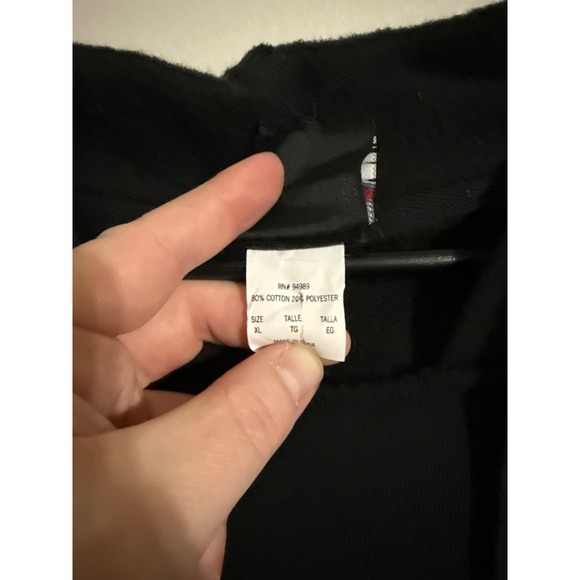 RN# 94989
80% COTTON 20% POLYESTER
SIZE TALLE TALLA
XL TG EG